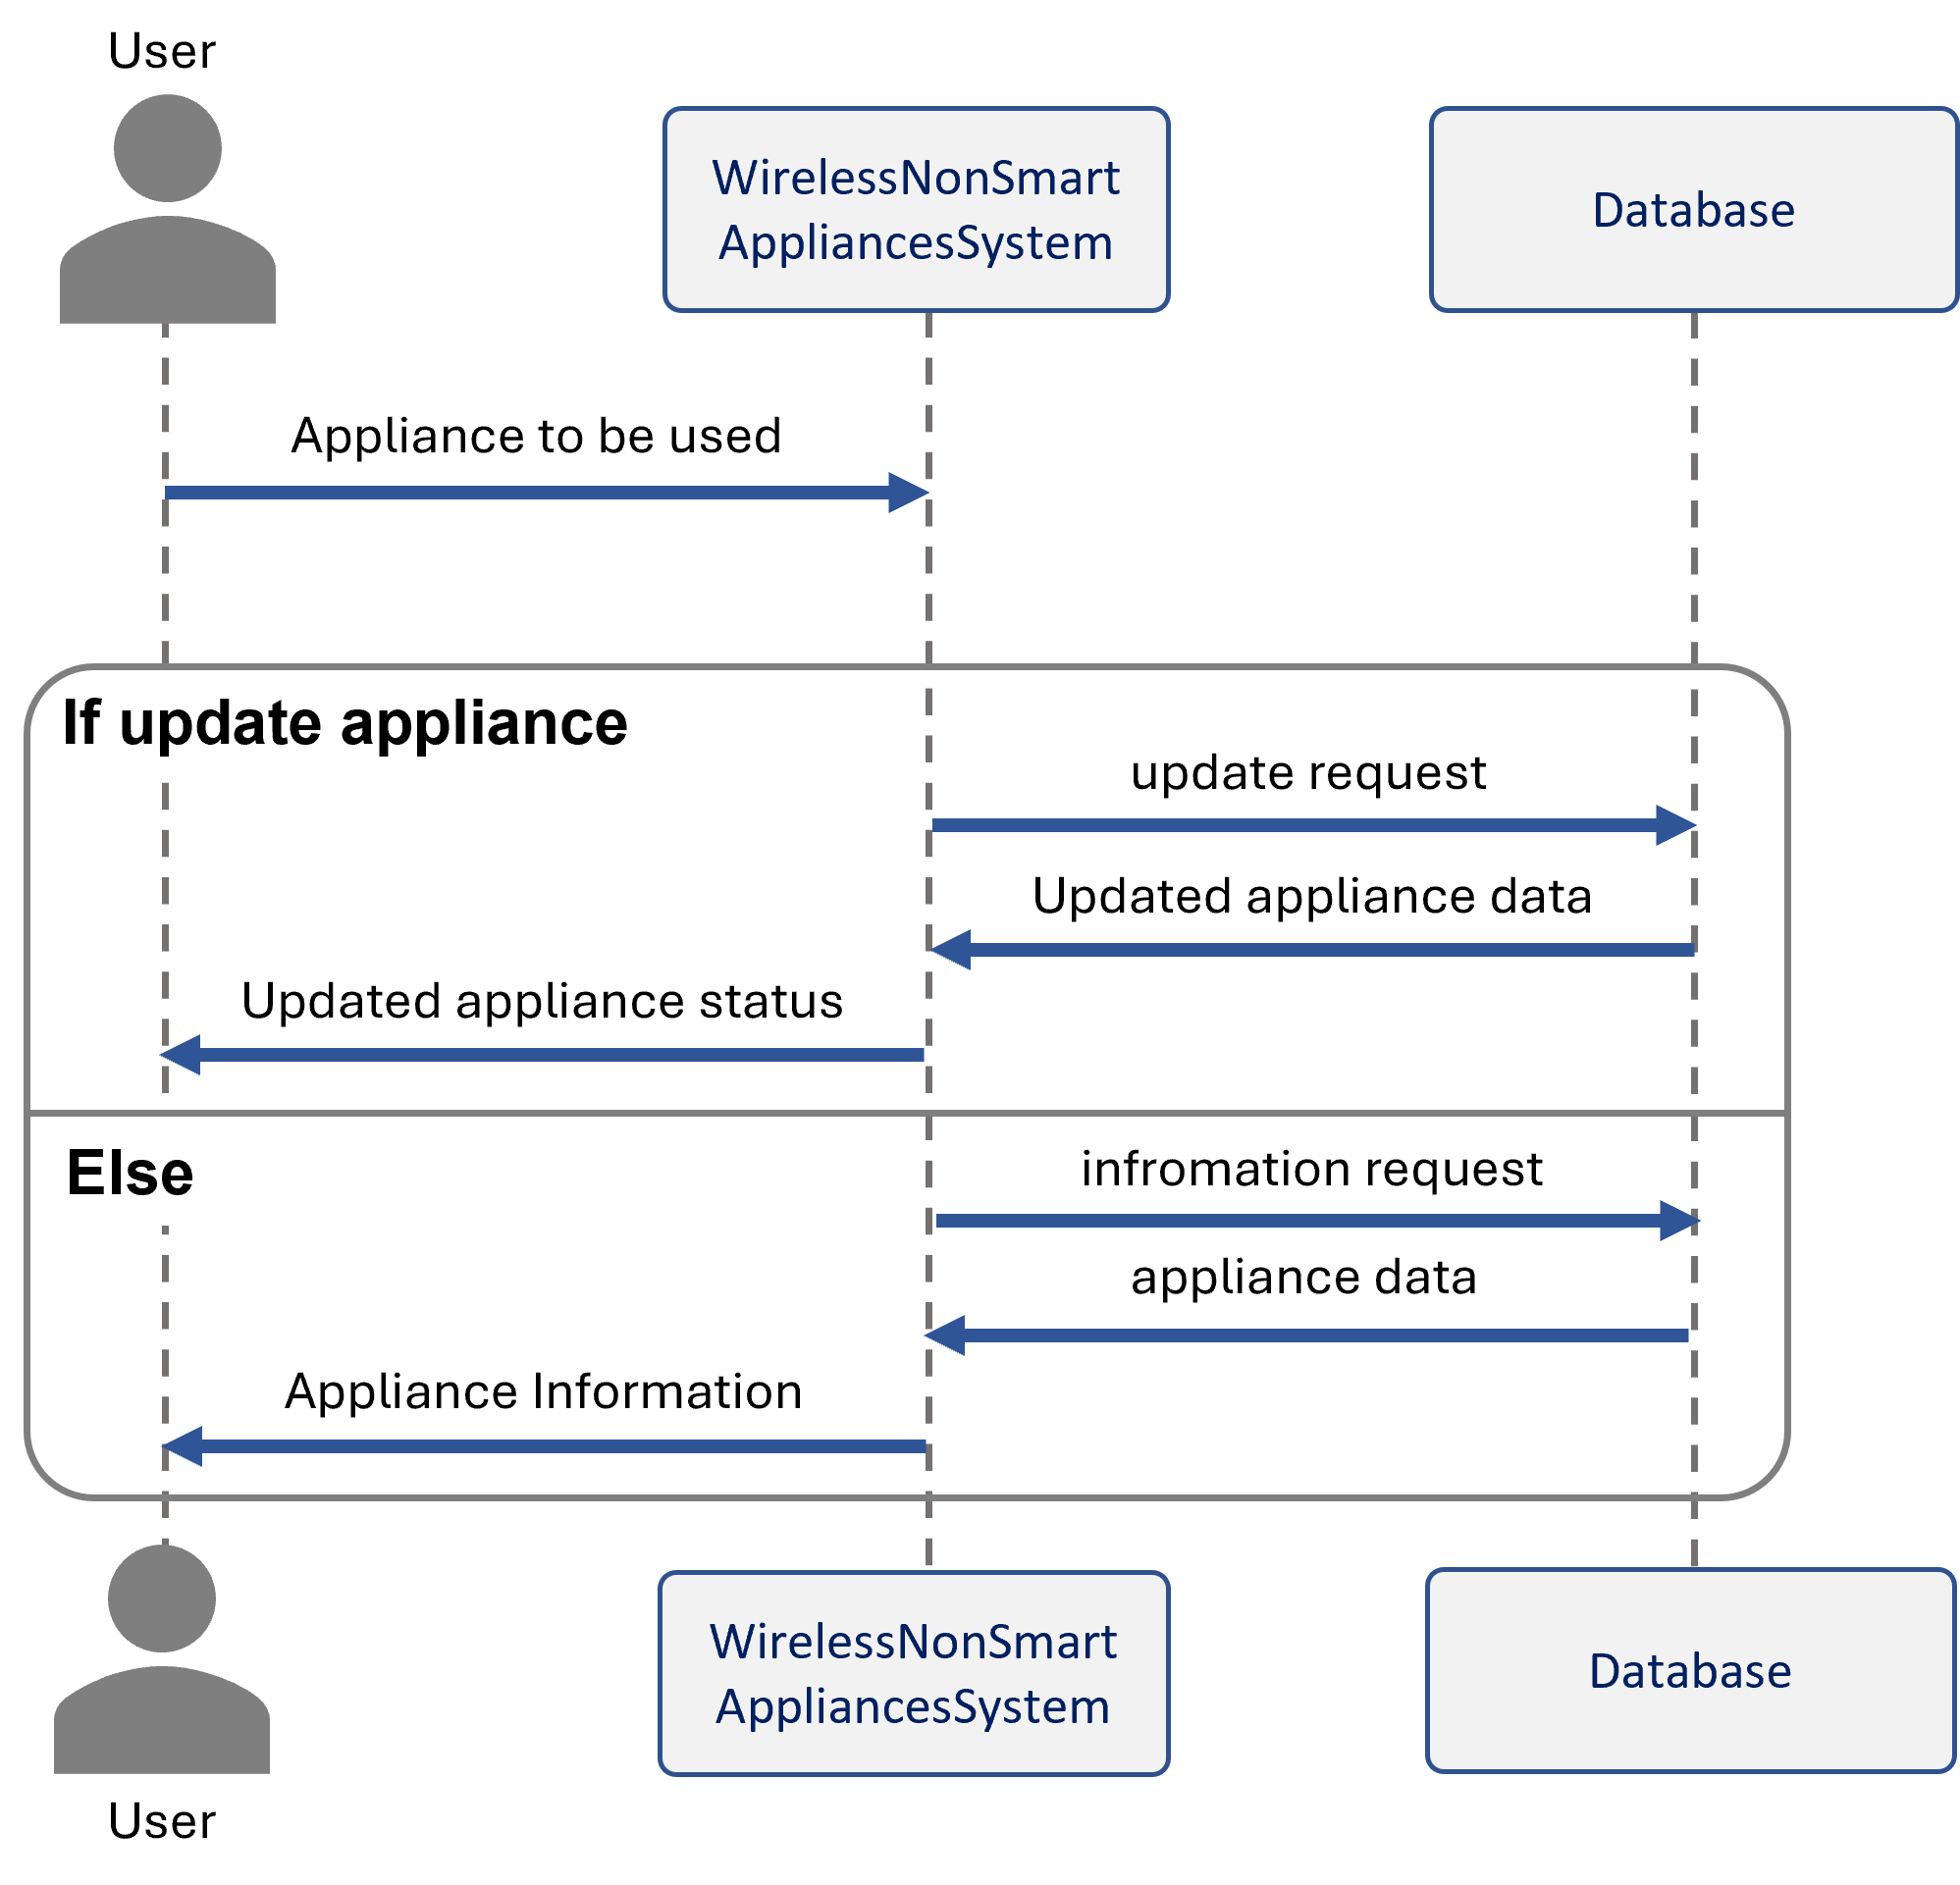 User
WirelessNonSmart
AppliancesSystem
Database
Appliance to be used
If update appliance
update request
Updated appliance data
Updated appliance status
Else
infromation request
appliance data
Appliance Information
WirelessNonSmart
AppliancesSystem
Database
User